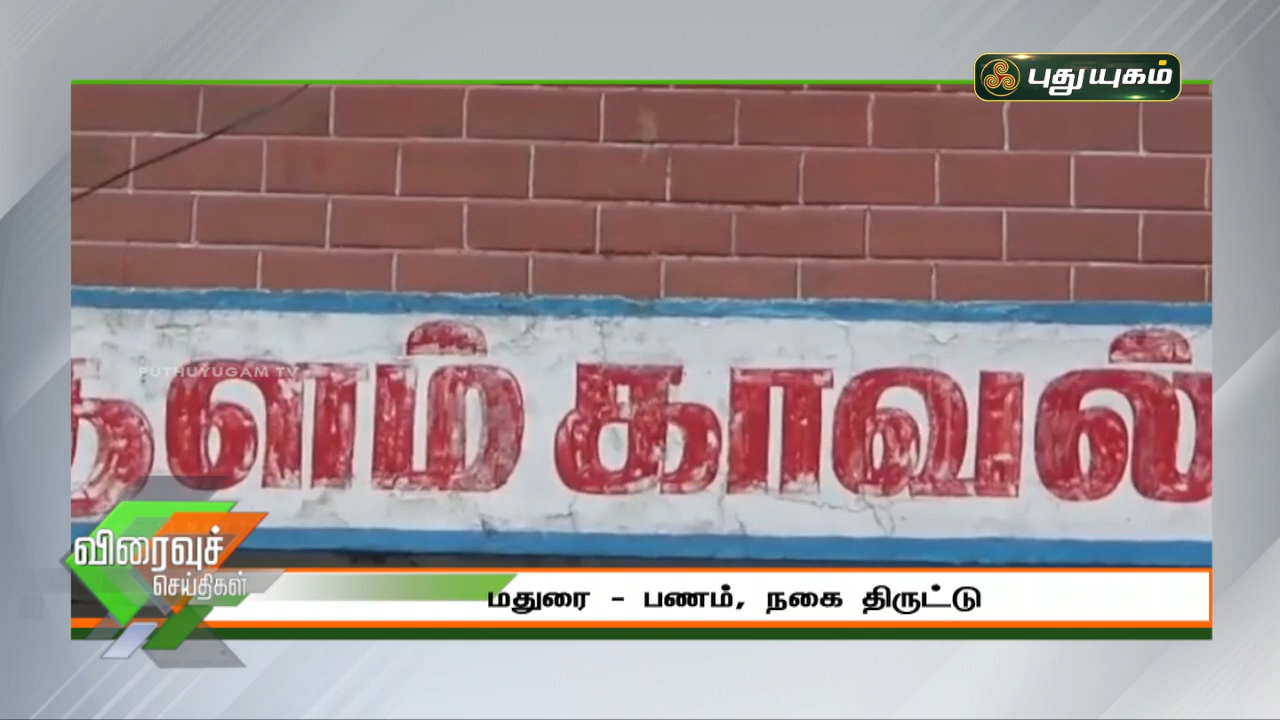 புதுயுகம்
PUTHUYUGAM TV
ளம் காவல்
விரைவுச்
செய்திகள்
மதுரை - பணம், நகை திருட்டு